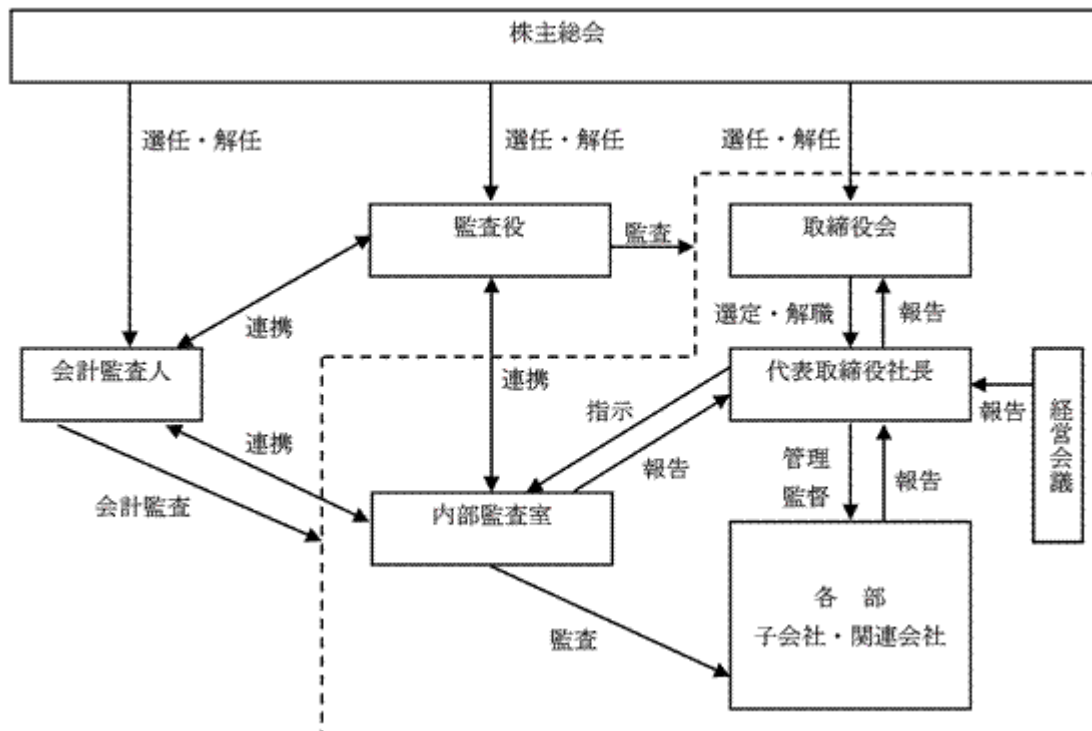 株主総会
選任・解任
選任・解任
選任・解任
監査役
監査
取締役会
連携
選定・解職
報告
会計監査人
連携
代表取締役社長
報告
経営会議
指示
連携
報告
管理
監督
報告
会計監査
内部監査室
監査
各 部
子会社・関連会社